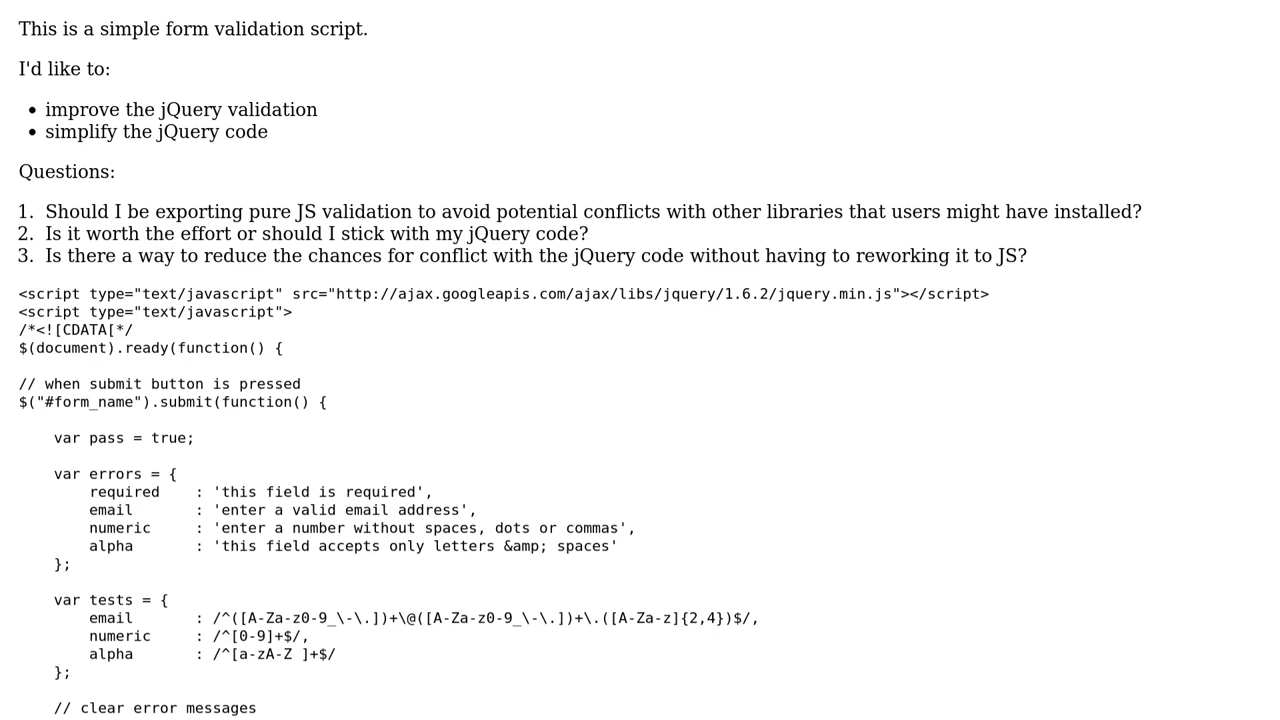 This is a simple form validation script.
I'd like to:
• improve the jQuery validation
• simplify the jQuery code
Questions:
1. Should I be exporting pure JS validation to avoid potential conflicts with other libraries that users might have installed?
2. Is it worth the effort or should I stick with my jQuery code?
3. Is there a way to reduce the chances for conflict with the jQuery code without having to reworking it to JS?
<script type="text/javascript" src="http://ajax.googleapis.com/ajax/libs/jquery/1.6.2/jquery.min.js"></script>
<script type="text/javascript">
/*<![CDATA[*/
$(document).ready(function() {
// when submit button is pressed
$("#form_name").submit(function() {
    var pass = true;
    var errors = {
        required    : 'this field is required',
        email       : 'enter a valid email address',
        numeric     : 'enter a number without spaces, dots or commas',
        alpha       : 'this field accepts only letters &amp; spaces'
    };
    var tests = {
        email       : /^([A-Za-z0-9_\-\.])+\@([A-Za-z0-9_\-\.])+\.([A-Za-z]{2,4})$/,
        numeric     : /^[0-9]+$/,
        alpha       : /^[a-zA-Z ]+$/
    };
    // clear error messages